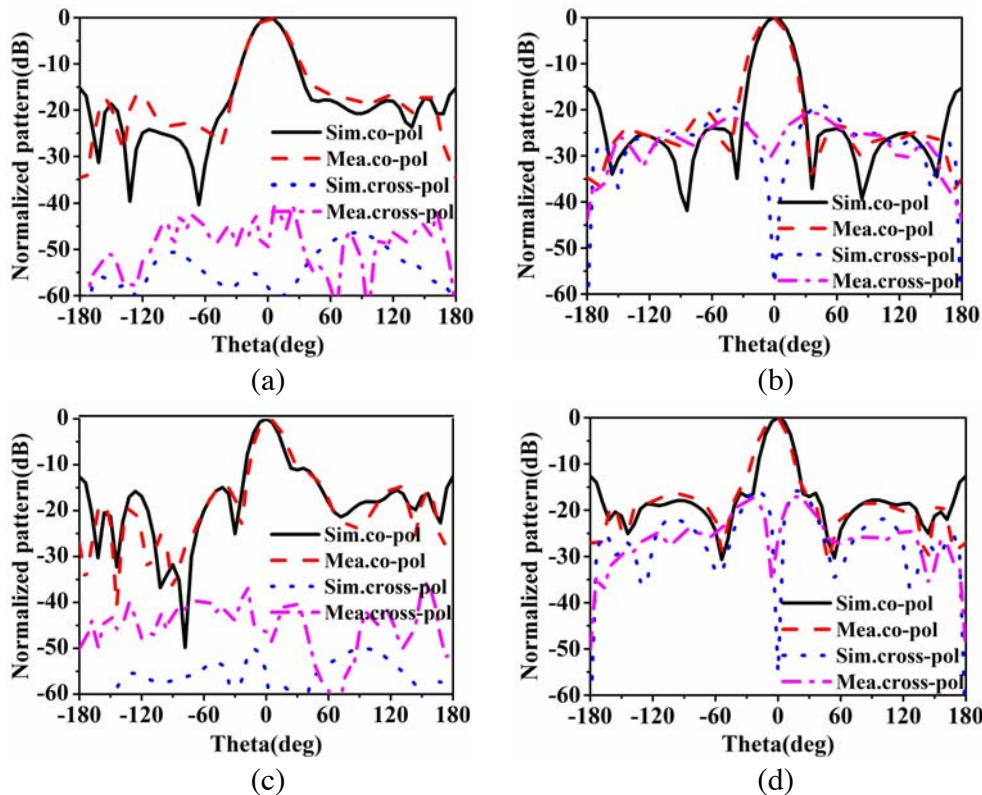 Normalized pattern(dB)
0
-10
-20
-30
-40
-50
-60
Sim.co-pol
Mea.co-pol
Sim.cross-pol
Mea.cross-pol
-180 -120 -60 0 60 120 180
Theta(deg)
(a)
Normalized pattern(dB)
0
-10
-20
-30
-40
-50
-60
Sim.co-pol
Mea.co-pol
Sim.cross-pol
Mea.cross-pol
-180 -120 -60 0 60 120 180
Theta(deg)
(b)
Normalized pattern(dB)
0
-10
-20
-30
-40
-50
-60
Sim.co-pol
Mea.co-pol
Sim.cross-pol
Mea.cross-pol
-180 -120 -60 0 60 120 180
Theta(deg)
(c)
Normalized pattern(dB)
0
-10
-20
-30
-40
-50
-60
Sim.co-pol
Mea.co-pol
Sim.cross-pol
Mea.cross-pol
-180 -120 -60 0 60 120 180
Theta(deg)
(d)